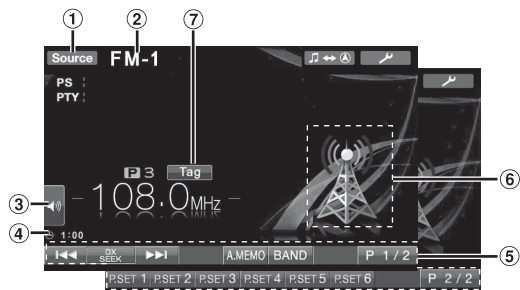 1 2 7
Source FM-1
PS
PTY
P 3 Tag
108.0MHz
6
3
4 1:00
DX SEEK A.MEMO BAND P 1/2 5
P.SET 1 P.SET 2 P.SET 3 P.SET 4 P.SET 5 P.SET 6 P 2/2